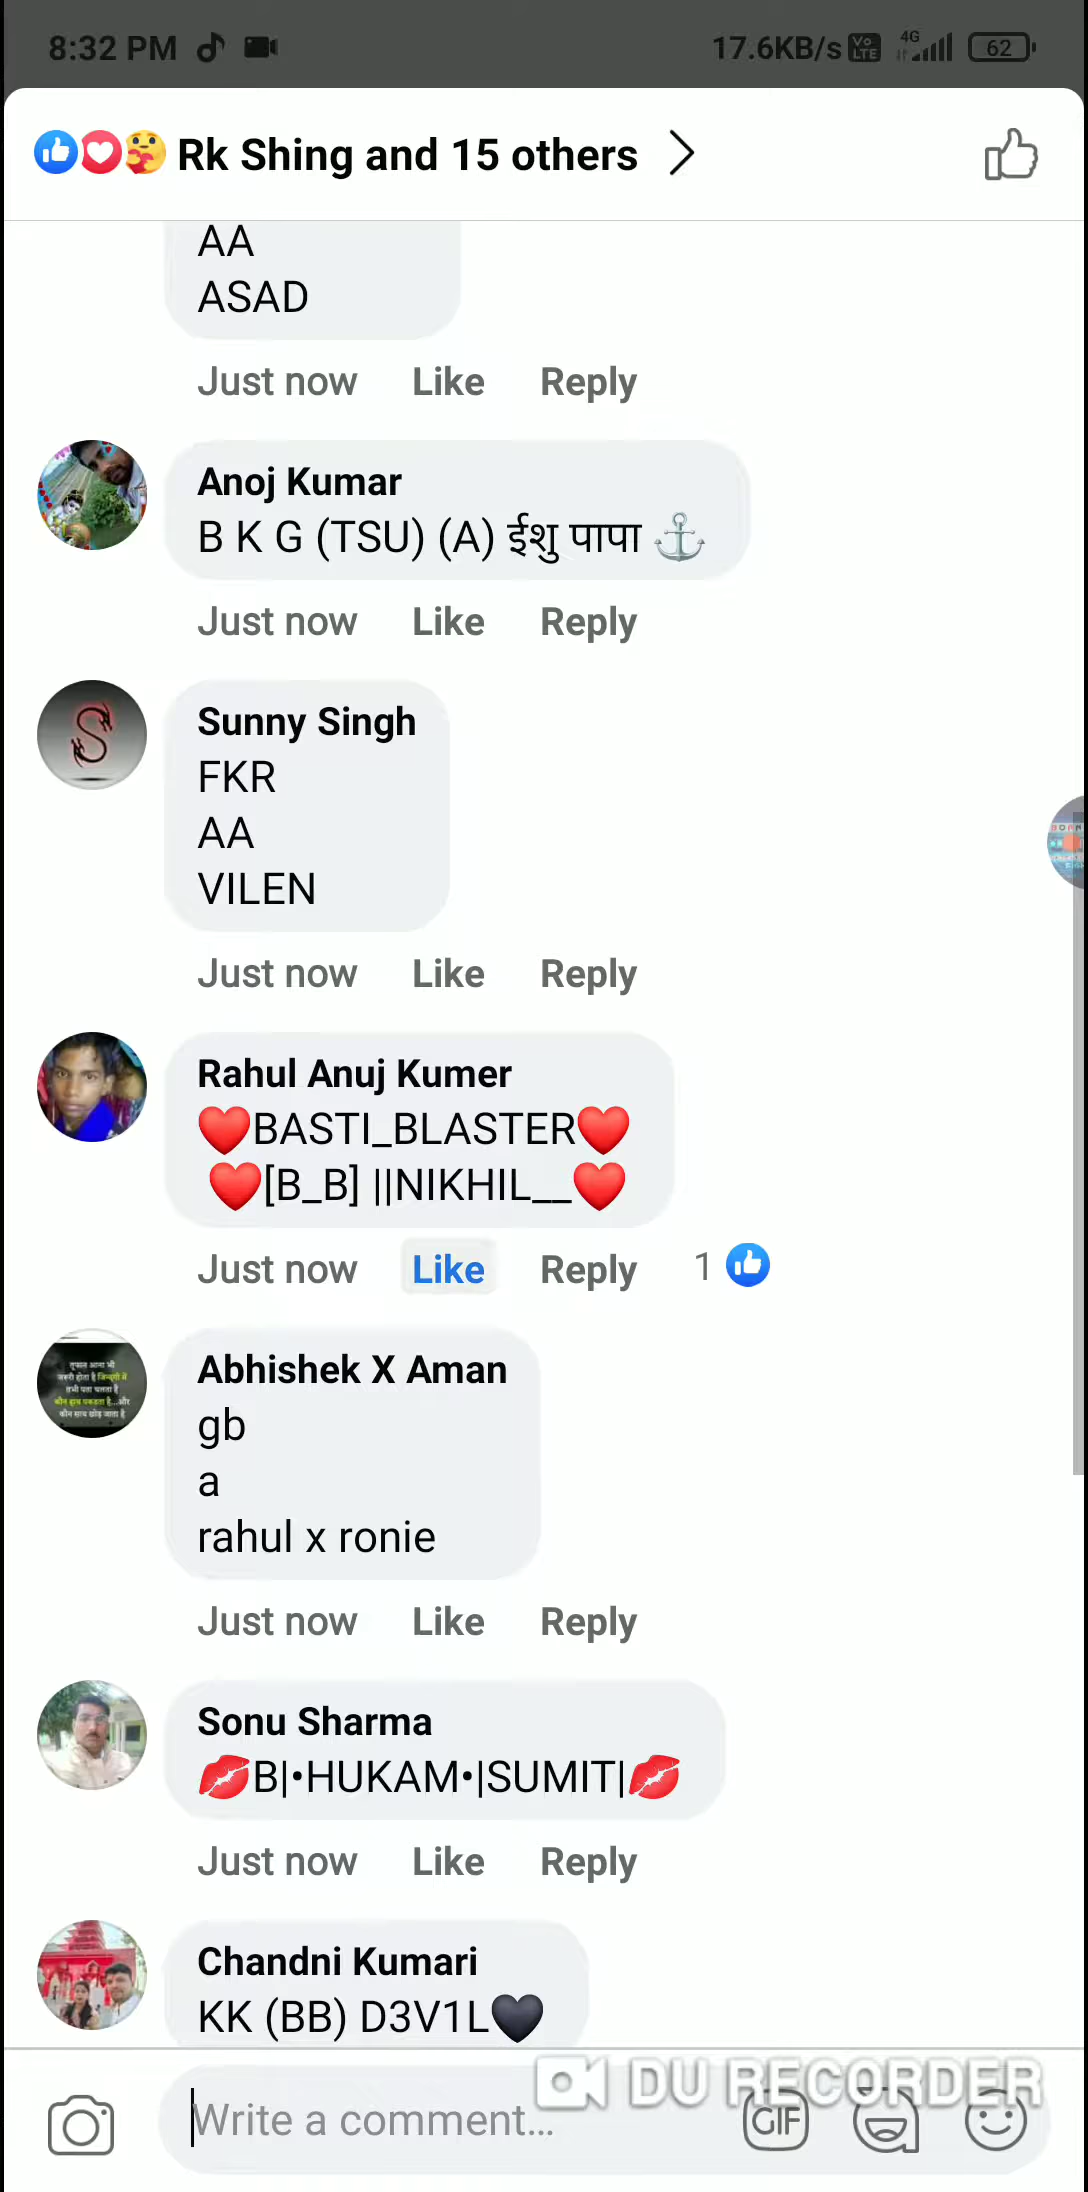 8:32 PM 17.6KB/s Vo LTE 4G 62
Rk Shing and 15 others
AA
ASAD
Just now Like Reply
Anoj Kumar
B K G (TSU) (A) ईशु पापा ⚓
Just now Like Reply
Sunny Singh
FKR
AA
VILEN
Just now Like Reply
Rahul Anuj Kumer
❤️BASTI_BLASTER❤️
❤️[B_B] ||NIKHIL__❤️
Just now Like Reply 1
Abhishek X Aman
gb
a
rahul x ronie
Just now Like Reply
Sonu Sharma
💋B|•HUKAM•|SUMIT|💋
Just now Like Reply
Chandni Kumari
KK (BB) D3V1L🖤
DU RECORDER
Write a comment... GIF